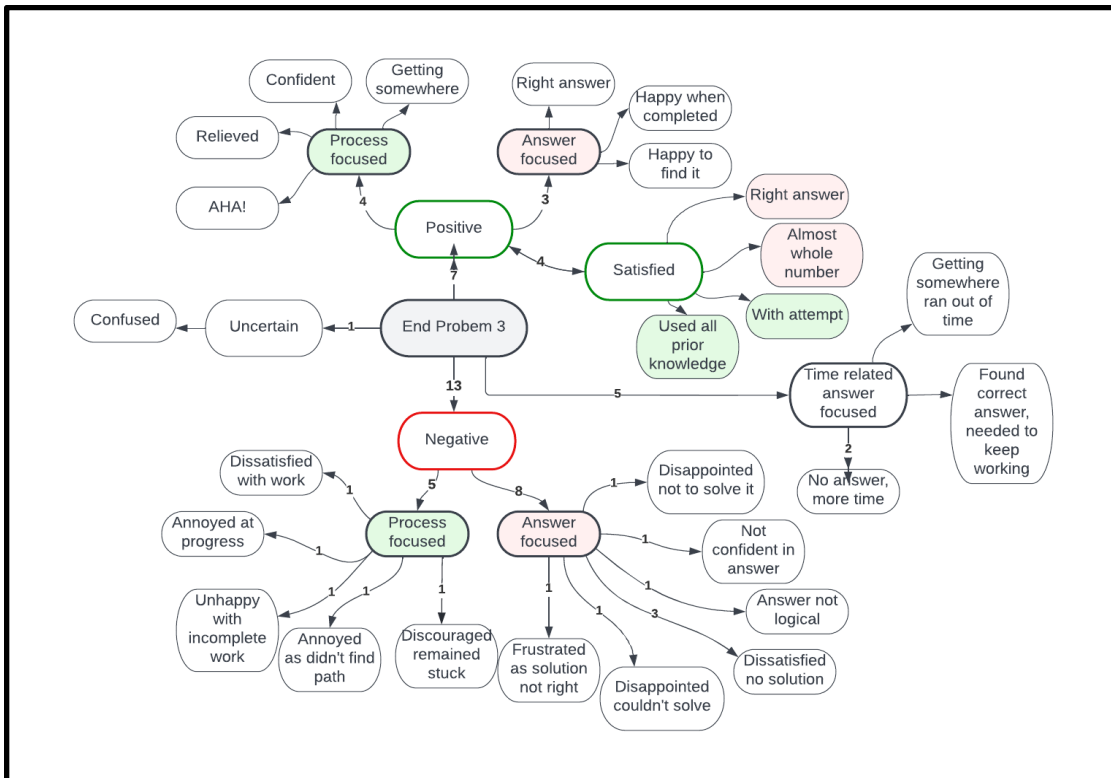 Confident
Getting
somewhere
Relieved
Process
focused
AHA!
4
Right answer
Answer
focused
Happy when
completed
Happy to
find it
3
Positive
7
4
Satisfied
Right answer
Almost
whole
number
With attempt
Used all
prior
knowledge
Confused
Uncertain
1
End Probem 3
13
5
Getting
somewhere
ran out of
time
Time related
answer
focused
Found
correct
answer,
needed to
keep
working
2
No answer,
more time
Negative
5
8
Dissatisfied
with work
1
Annoyed at
progress
1
Process
focused
Unhappy
with
incomplete
work
1
Annoyed
as didn't find
path
1
Discouraged
remained
stuck
1
Answer
focused
Disappointed
not to solve it
1
Not
confident in
answer
1
Answer not
logical
1
Dissatisfied
no solution
3
Disappointed
couldn't solve
1
Frustrated
as solution
not right
1